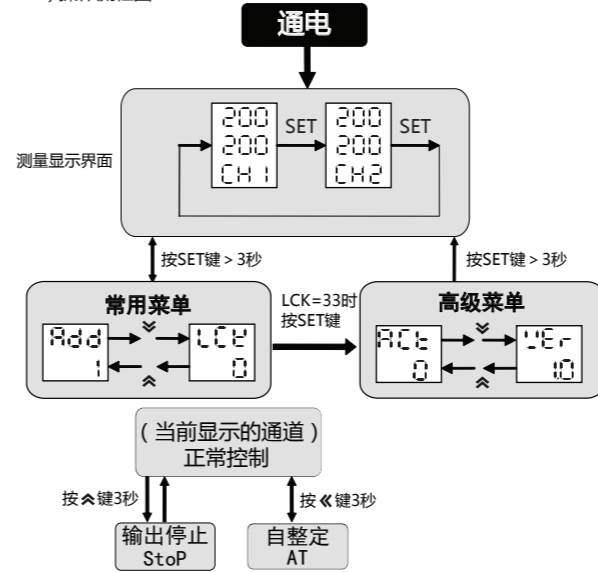 通电
测量显示界面
200 200
200 SET 200 SET
CH1 CH2
按SET键 > 3秒 按SET键 > 3秒
常用菜单 LCK=33时 高级菜单
按SET键
Add LCK ACt VEr
1 0 0 1.0
(当前显示的通道)
正常控制
按 键3秒 按 键3秒
输出停止 自整定
StoP AT